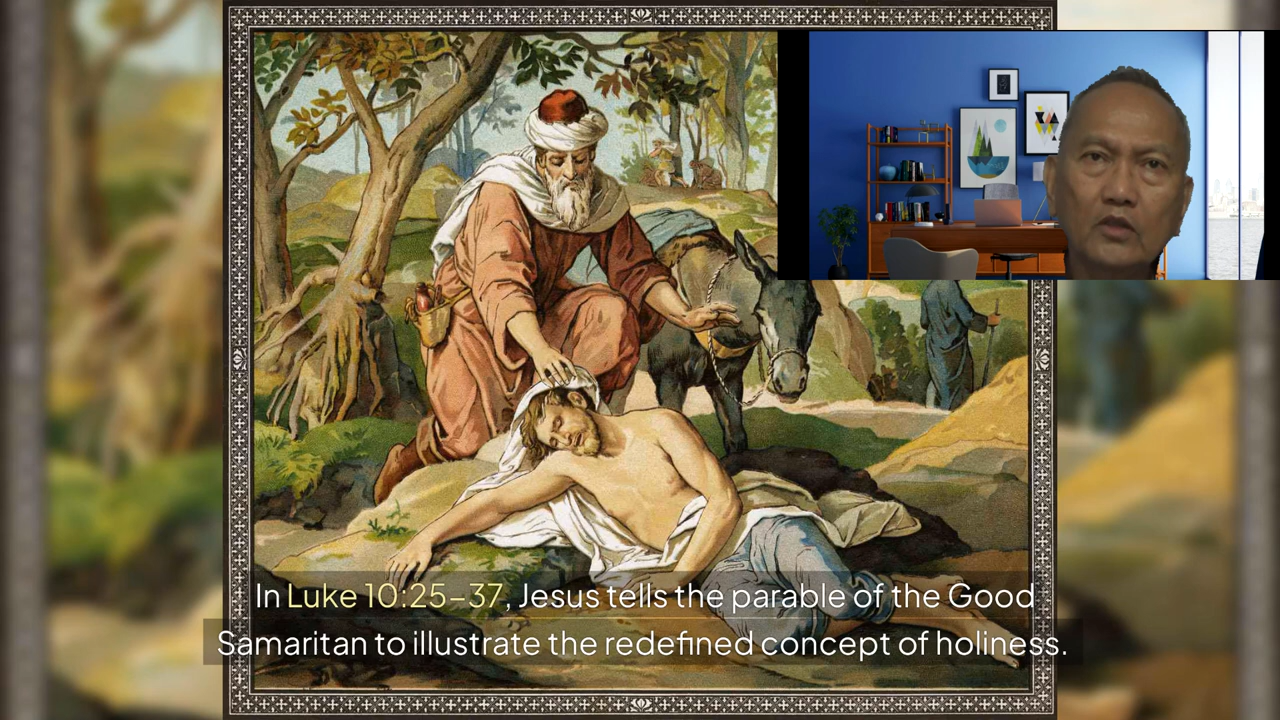 In Luke 10:25–37, Jesus tells the parable of the Good
Samaritan to illustrate the redefined concept of holiness.